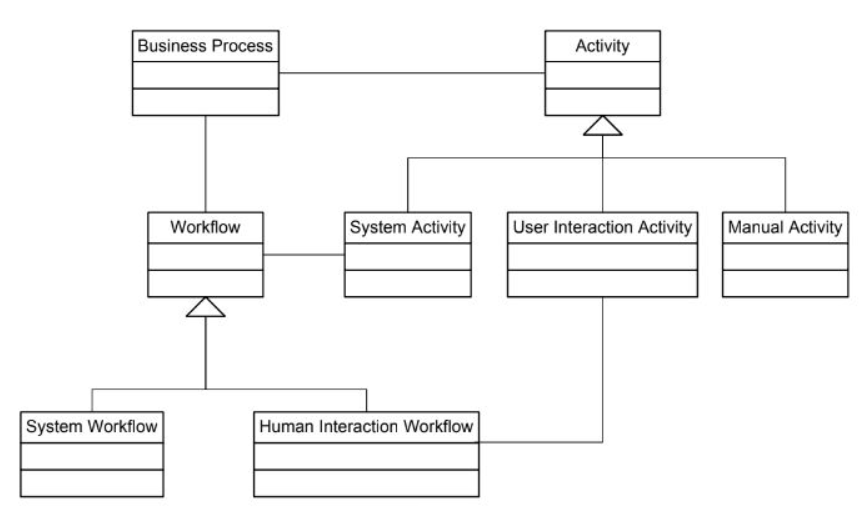 Business Process
Activity
Workflow
System Activity
User Interaction Activity
Manual Activity
System Workflow
Human Interaction Workflow